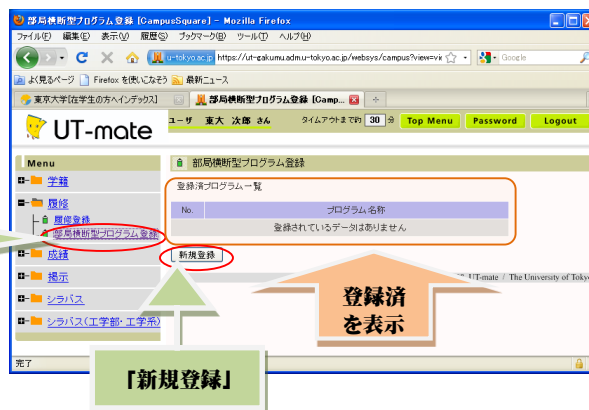 部局横断型プログラム登録 [CampusSquare] - Mozilla Firefox
ファイル(F) 編集(E) 表示(V) 履歴(S) ブックマーク(B) ツール(T) ヘルプ(H)
u-tokyo.ac.jp https://ut-gakumu.adm.u-tokyo.ac.jp/websys/campus?view=vie Google
よく見るページ Firefox を使いこなそう 最新ニュース
東京大学[在学生の方へインデックス] 部局横断型プログラム登録 [Camp...
UT-mate
ユーザ 東大 次郎 さん タイムアウトまで約 30 分 Top Menu Password Logout
Menu
部局横断型プログラム登録
学籍
登録済プログラム一覧
履修
No. プログラム名称
履修登録
登録されているデータはありません
部局横断型プログラム登録
成績
新規登録
掲示
UT-mate / The University of Tokyo
シラバス
登録済
を表示
シラバス(工学部・工学系)
完了
「新規登録」